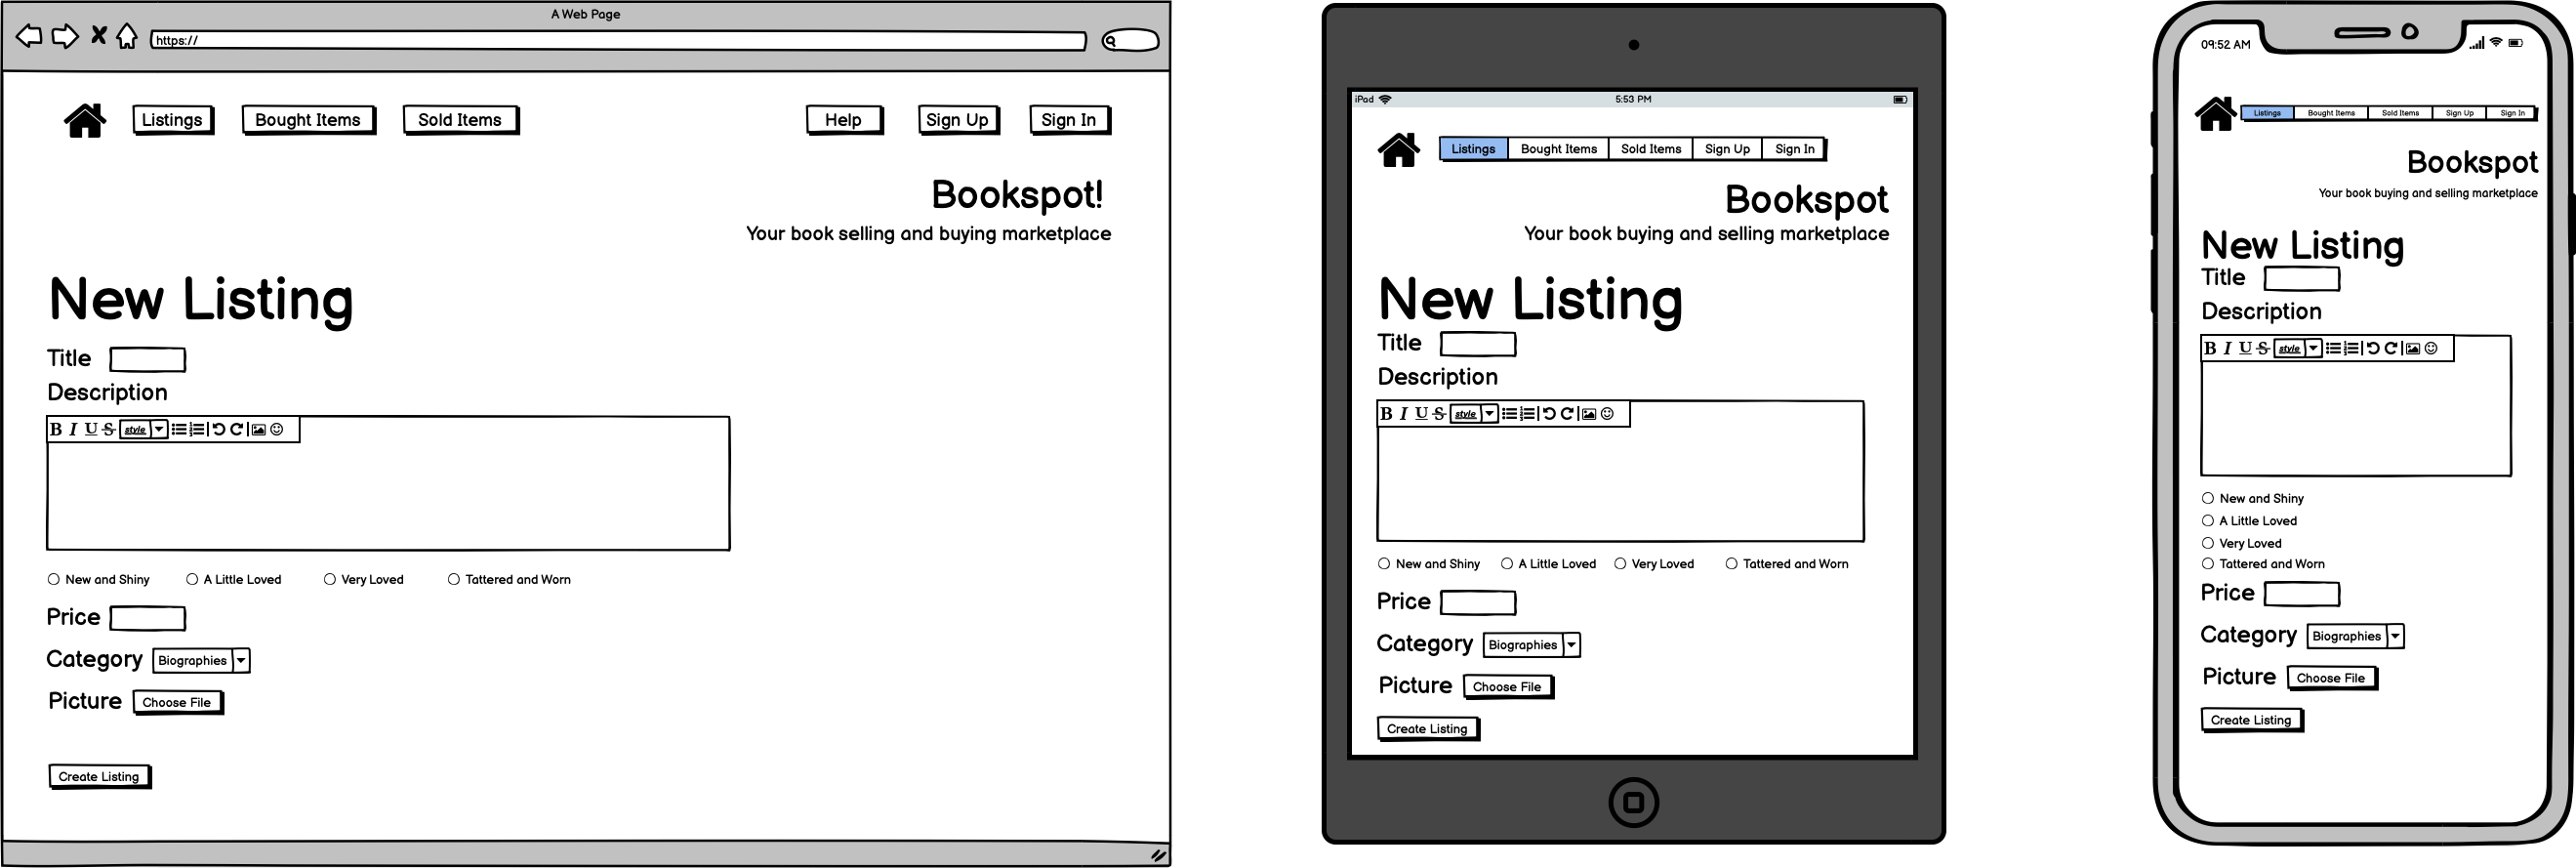 A Web Page
https://
Listings Bought Items Sold Items Help Sign Up Sign In
Bookspot!
Your book selling and buying marketplace
New Listing
Title
Description
B I U S style
New and Shiny A Little Loved Very Loved Tattered and Worn
Price
Category Biographies
Picture Choose File
Create Listing
iPad 5:53 PM
Listings Bought Items Sold Items Sign Up Sign In
Bookspot
Your book buying and selling marketplace
New Listing
Title
Description
B I U S style
New and Shiny A Little Loved Very Loved Tattered and Worn
Price
Category Biographies
Picture Choose File
Create Listing
09:52 AM
Listings Bought Items Sold Items Sign Up Sign In
Bookspot
Your book buying and selling marketplace
New Listing
Title
Description
B I U S style
New and Shiny
A Little Loved
Very Loved
Tattered and Worn
Price
Category Biographies
Picture Choose File
Create Listing